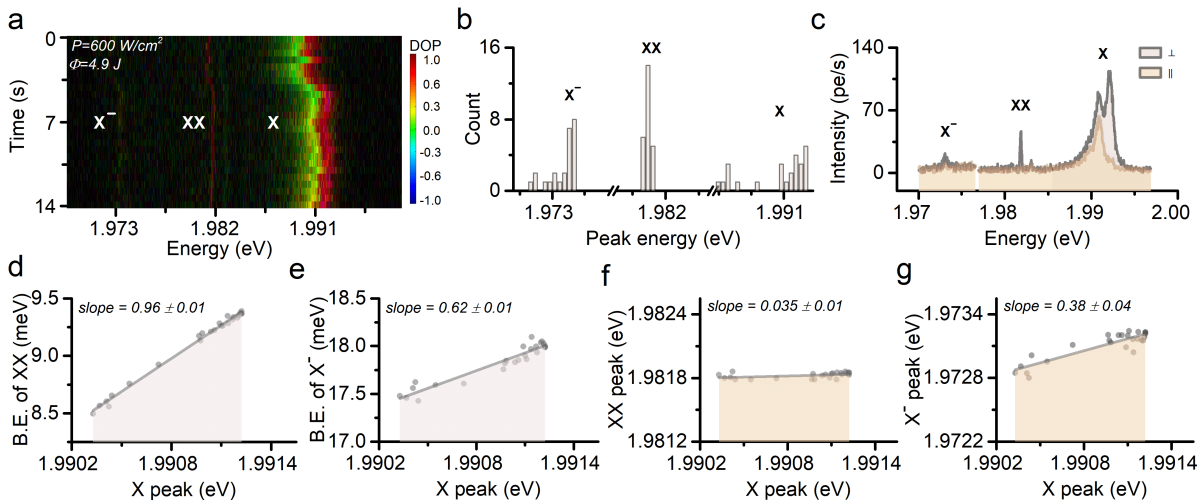 a
P=600 W/cm²
Φ=4.9 J
X⁻
XX
X
0
7
14
Time (s)
1.973
1.982
1.991
Energy (eV)
DOP
1.0
0.6
0.3
0.0
-0.3
-0.6
-1.0
b
16
12
8
4
0
Count
X⁻
XX
X
1.973
1.982
1.991
Peak energy (eV)
c
140
70
0
Intensity (pe/s)
X⁻
XX
X
⊥
||
1.97
1.98
1.99
2.00
Energy (eV)
d
slope = 0.96 ± 0.01
9.5
9.0
8.5
B.E. of XX (meV)
1.9902
1.9908
1.9914
X peak (eV)
e
slope = 0.62 ± 0.01
18.5
18.0
17.5
17.0
B.E. of X⁻ (meV)
1.9902
1.9908
1.9914
X peak (eV)
f
slope = 0.035 ± 0.01
1.9824
1.9818
1.9812
XX peak (eV)
1.9902
1.9908
1.9914
X peak (eV)
g
slope = 0.38 ± 0.04
1.9734
1.9728
1.9722
X⁻ peak (eV)
1.9902
1.9908
1.9914
X peak (eV)